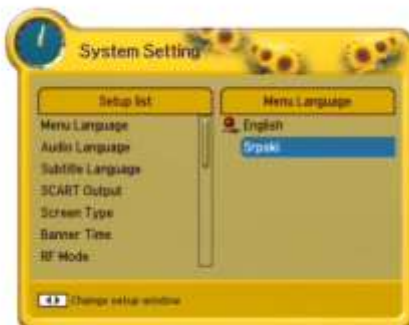 System Setting
Setup list
Menu Language
Audio Language
Subtitle Language
SCART Output
Screen Type
Banner Time
RF Mode
Menu Language
English
Srpski
Change setup window